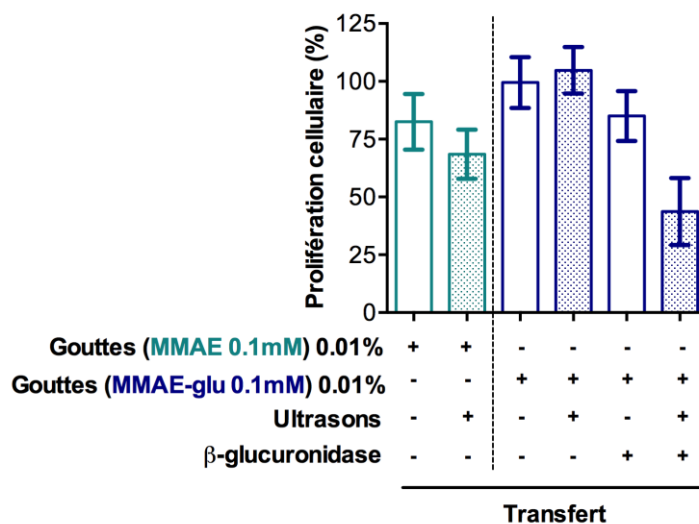 Prolifération cellulaire (%)
125
100
75
50
25
0
Gouttes (MMAE 0.1mM) 0.01% + + - - - -
Gouttes (MMAE-glu 0.1mM) 0.01% - - + + + +
Ultrasons - + - + - +
β-glucuronidase - - - - + +
Transfert